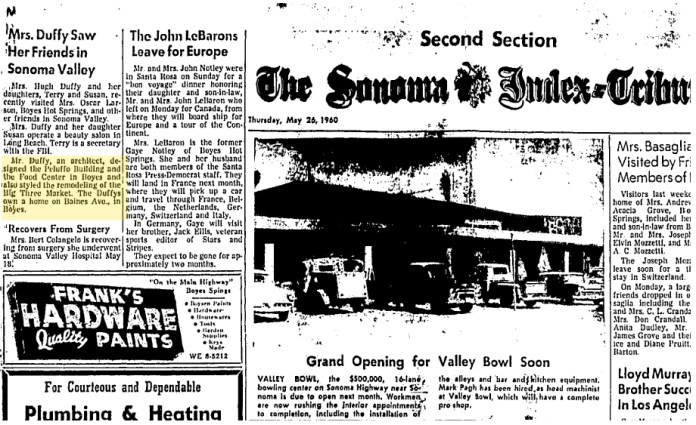 Mrs. Duffy Saw
Her Friends in
Sonoma Valley
Mrs. Hugh Duffy and her
daughters, Terry and Susan, re-
cently visited Mrs. Oscar Lar-
son, Boyes Hot Springs, and oth-
er friends in Sonoma Valley.
Mrs. Duffy and her daughter
Susan operate a beauty salon in
Long Beach. Terry is a secretary
with the FBI.
Mr. Duffy, an architect, de-
signed the Peluffo Building and
the Food Center in Boyes and
also styled the remodeling of the
Big Three Market. The Duffys
own a home on Baines Ave., in
Boyes.
Recovers From Surgery
Mrs. Bert Colangelo is recover-
ing from surgery she underwent
at Sonoma Valley Hospital May
18.
The John LeBarons
Leave for Europe
Mr. and Mrs. John Notley were
in Santa Rosa on Sunday for a
"bon voyage" dinner honoring
their daughter and son-in-law,
Mr. and Mrs. John LeBaron who
left on Monday for Canada, from
where they will board ship for
Europe and a tour of the Con-
tinent.
Mrs. LeBaron is the former
Gaye Notley of Boyes Hot
Springs. She and her husband
are both members of the Santa
Rosa Press-Democrat staff. They
will land in France next month,
where they will pick up a car
and travel through France, Bel-
gium, the Netherlands, Ger-
many, Switzerland and Italy.
In Germany, Gaye will visit
her brother, Jack Ellis, veteran
sports editor of Stars and
Stripes.
They expect to be gone for ap-
proximately two months.
"On the Main Highway"
Boyes Spings
FRANK'S
HARDWARE
Quality PAINTS
• Boysen Paints
• Hardware
• Housewares
• Tools
• Garden
Supplies
• Keys
Made
WE 8-5212
For Courteous and Dependable
Plumbing & Heating
Second Section
The Sonoma Index-Tribu
Thursday, May 26, 1960
Grand Opening for Valley Bowl Soon
VALLEY BOWL, the $500,000, 16-lane
bowling center on Sonoma Highway near So-
noma is due to open next month. Workmen
are now rushing the interior appointments
to completion, including the installation of
the alleys and bar and kitchen equipment.
Mark Pagh has been hired as head machinist
at Valley Bowl, which will have a complete
pro shop.
Mrs. Basaglia
Visited by Fri
Members of
Visitors last week
home of Mrs. Andrew
Acacia Grove, Bo
Springs, included he
and son-in-law from B
Mr. and Mrs. Joseph
Elvin Mozzetti, and M
A C Mozzetti.
The Joseph Moz
leave soon for a th
stay in Switzerland.
On Monday, a larg
friends dropped in o
saglia including the
and Mrs. C. L. Cranda
Mrs. Don Crandall,
Anita Dudley, Mr.
James Grove and the
ice and Diane Pruitt,
Barton.
Lloyd Murray
Brother Succ
In Los Angel